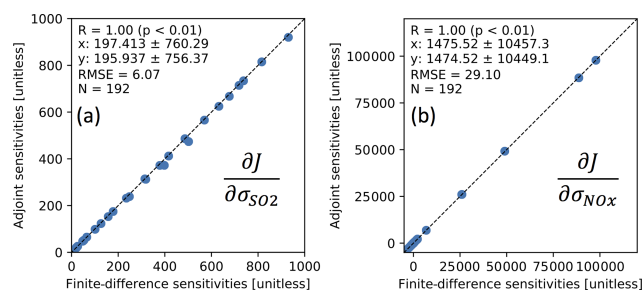 R = 1.00 (p < 0.01)
x: 197.413 ± 760.29
y: 195.937 ± 756.37
RMSE = 6.07
N = 192
(a)
∂J
∂σSO2
1000
800
600
400
200
0
0 200 400 600 800 1000
Adjoint sensitivities [unitless]
Finite-difference sensitivities [unitless]
R = 1.00 (p < 0.01)
x: 1475.52 ± 10457.3
y: 1474.52 ± 10449.1
RMSE = 29.10
N = 192
(b)
∂J
∂σNOx
100000
75000
50000
25000
0
0 25000 50000 75000 100000
Adjoint sensitivities [unitless]
Finite-difference sensitivities [unitless]